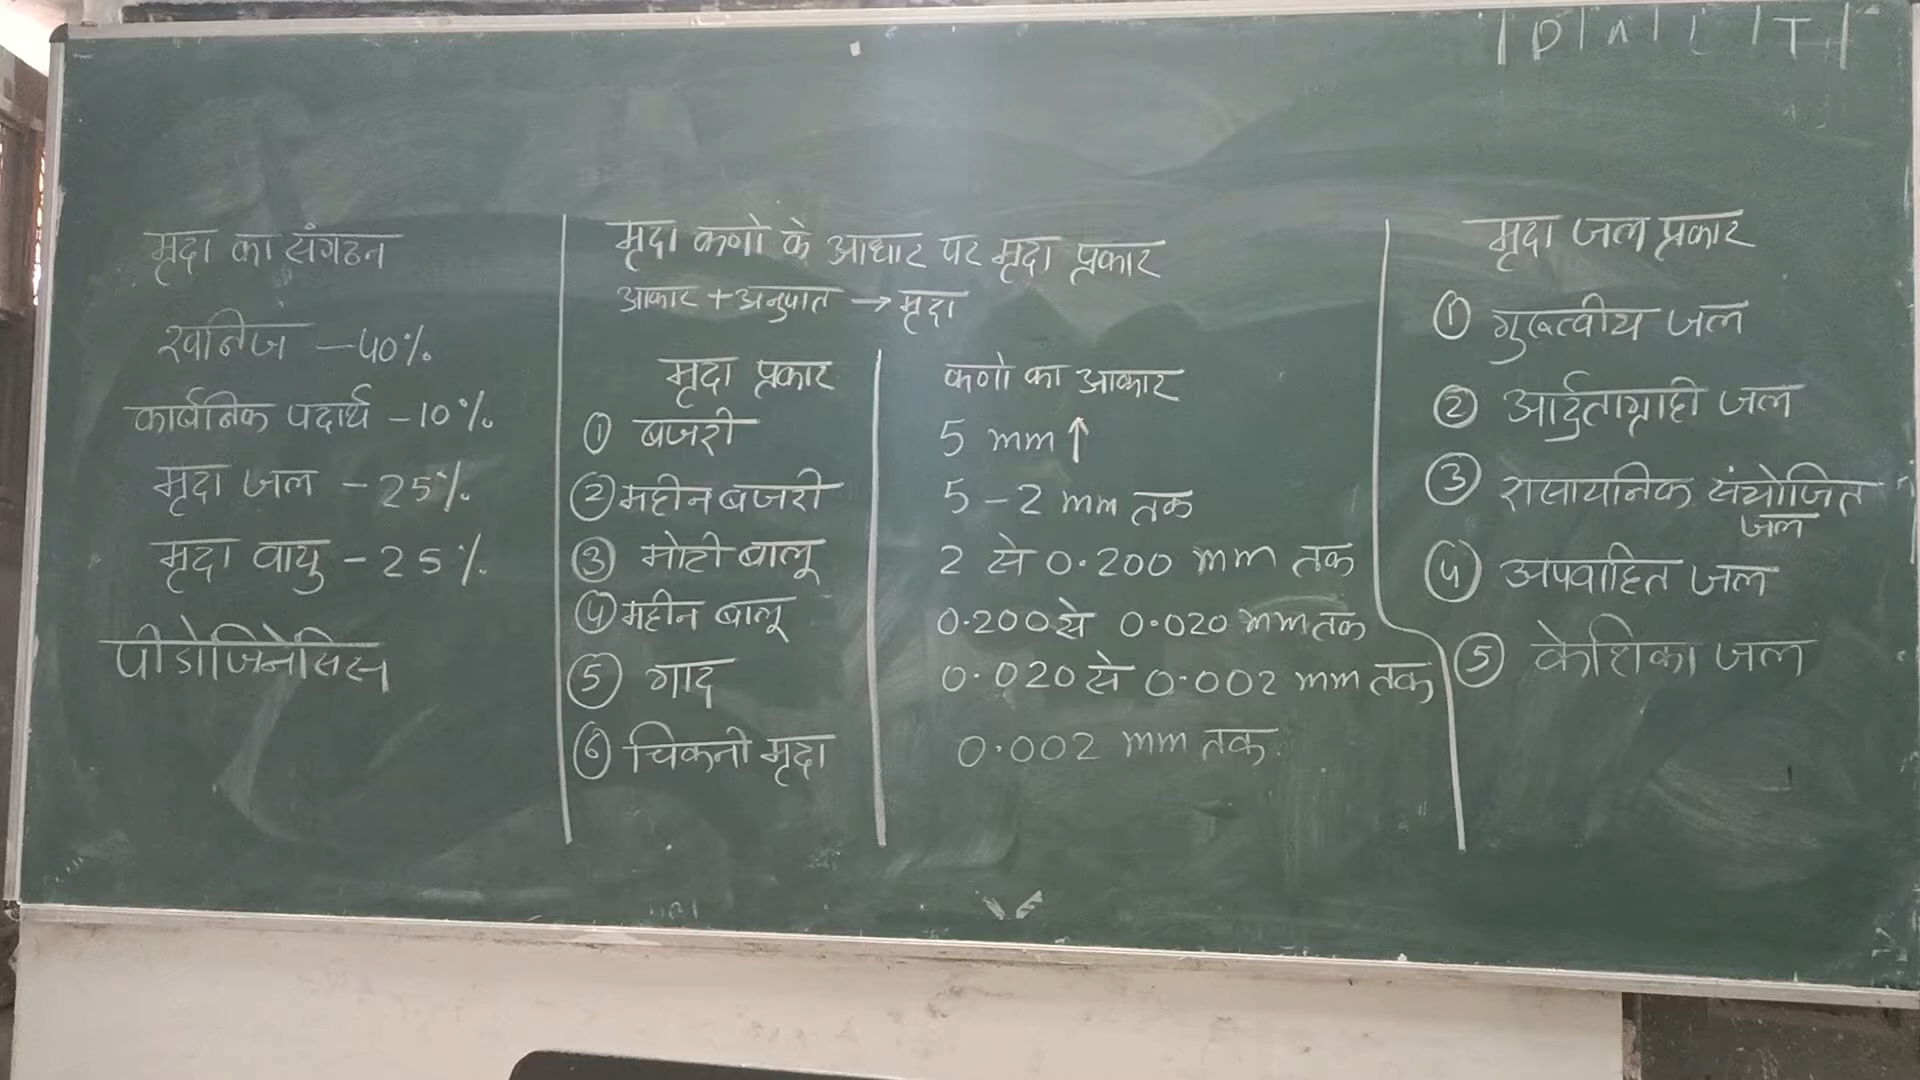 मृदा का संगठन
खनिज – 40%
कार्बनिक पदार्थ – 10%
मृदा जल – 25%
मृदा वायु – 25%
पीडोजिनेसिस
मृदा कणो के आधार पर मृदा प्रकार
आकार + अनुपात → मृदा
मृदा प्रकार
कणो का आकार
① बजरी
5 mm ↑
② महीन बजरी
5 – 2 mm तक
③ मोटी बालू
2 से 0.200 mm तक
④ महीन बालू
0.200 से 0.020 mm तक
⑤ गाद
0.020 से 0.002 mm तक
⑥ चिकनी मृदा
0.002 mm तक
मृदा जल प्रकार
① गुरुत्वीय जल
② आर्द्रताग्राही जल
③ रासायनिक संयोजित
जल
④ अपवाहित जल
⑤ केशिका जल